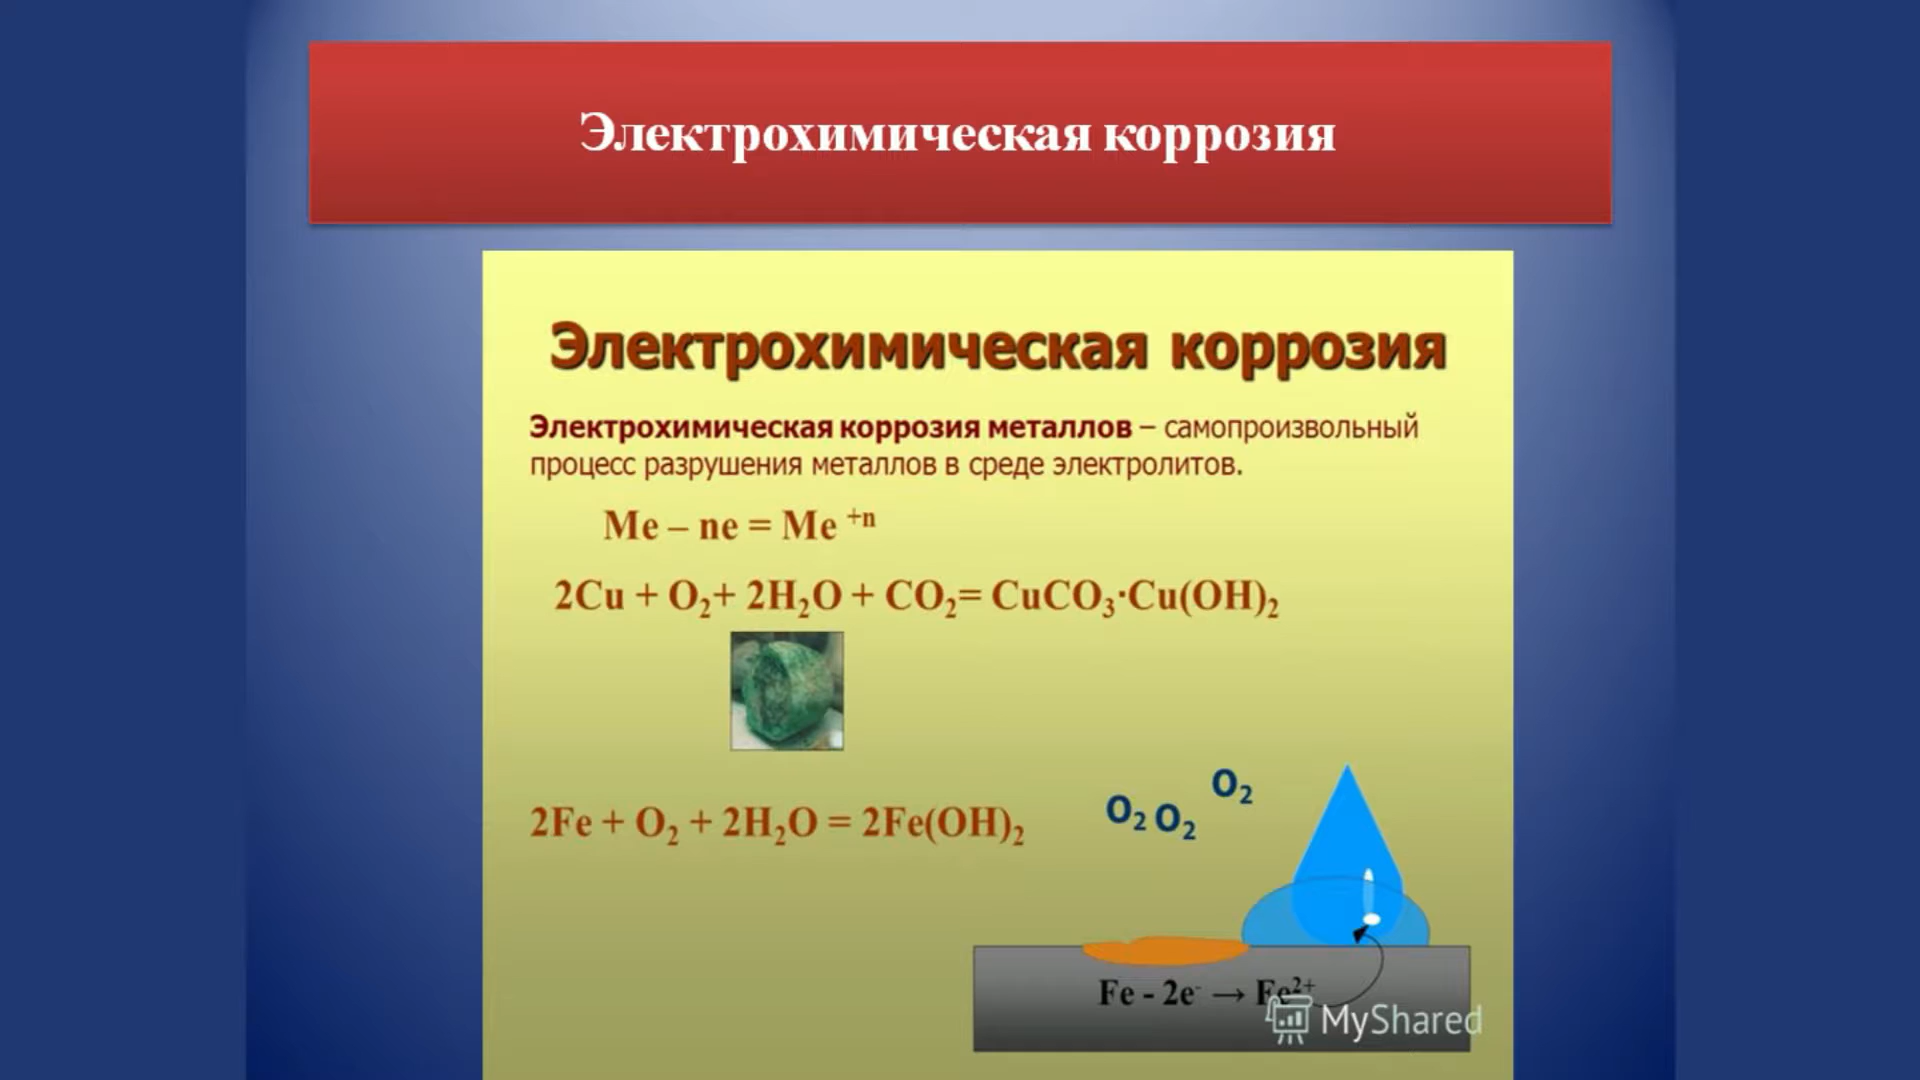 Электрохимическая коррозия
Электрохимическая коррозия
Электрохимическая коррозия металлов – самопроизвольный
процесс разрушения металлов в среде электролитов.
Me – ne = Me ⁺ⁿ
2Cu + O₂+ 2H₂O + CO₂= CuCO₃·Cu(OH)₂
O₂
O₂ O₂
2Fe + O₂ + 2H₂O = 2Fe(OH)₂
Fe - 2e⁻ → Fe²⁺
MyShared